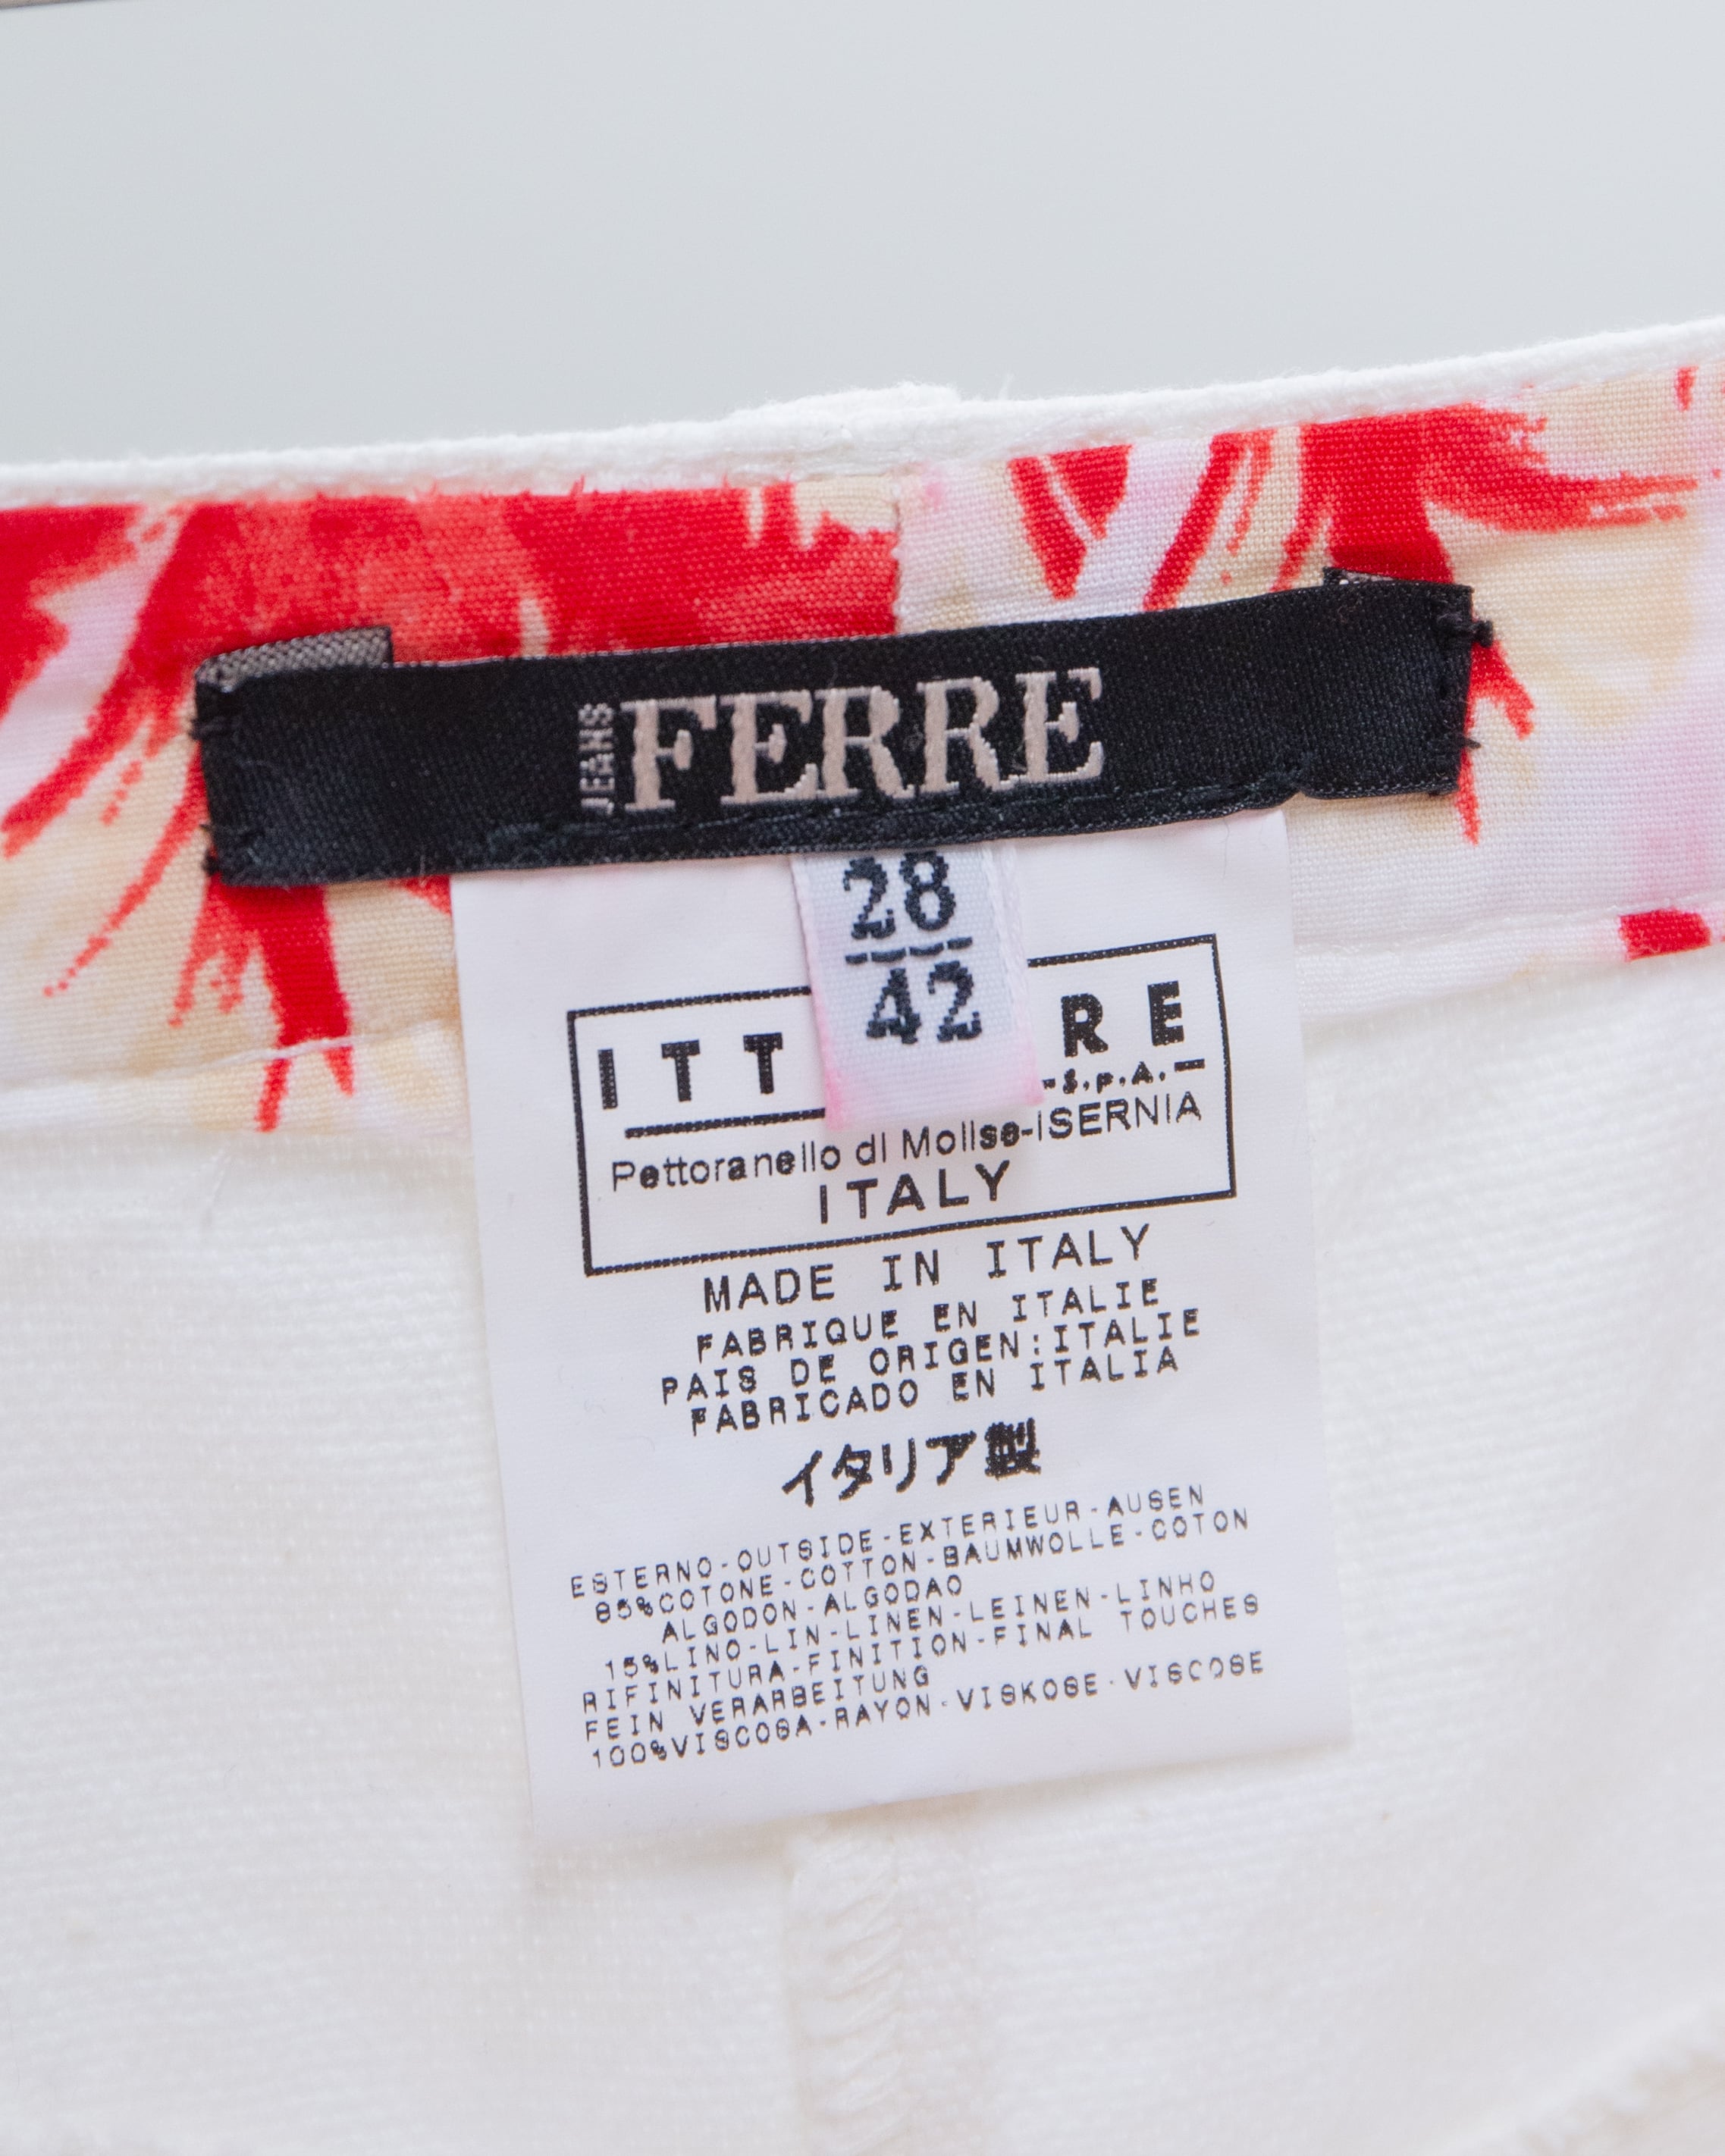 JEANS FERRE
28
42
ITT RE
-S.p.A.-
Pettoranello di Molise-ISERNIA
ITALY
MADE IN ITALY
FABRIQUE EN ITALIE
PAIS DE ORIGEN:ITALIE
FABRICADO EN ITALIA
イタリア製
ESTERNO-OUTSIDE-EXTERIEUR-AUSEN
85%COTONE-COTTON-BAUMWOLLE-COTON
ALGODON-ALGODAO
15%LINO-LIN-LINEN-LEINEN-LINHO
RIFINITURA-FINITION-FINAL TOUCHES
FEIN VERARBEITUNG
100%VISCOSA-RAYON-VISKOSE-VISCOSE